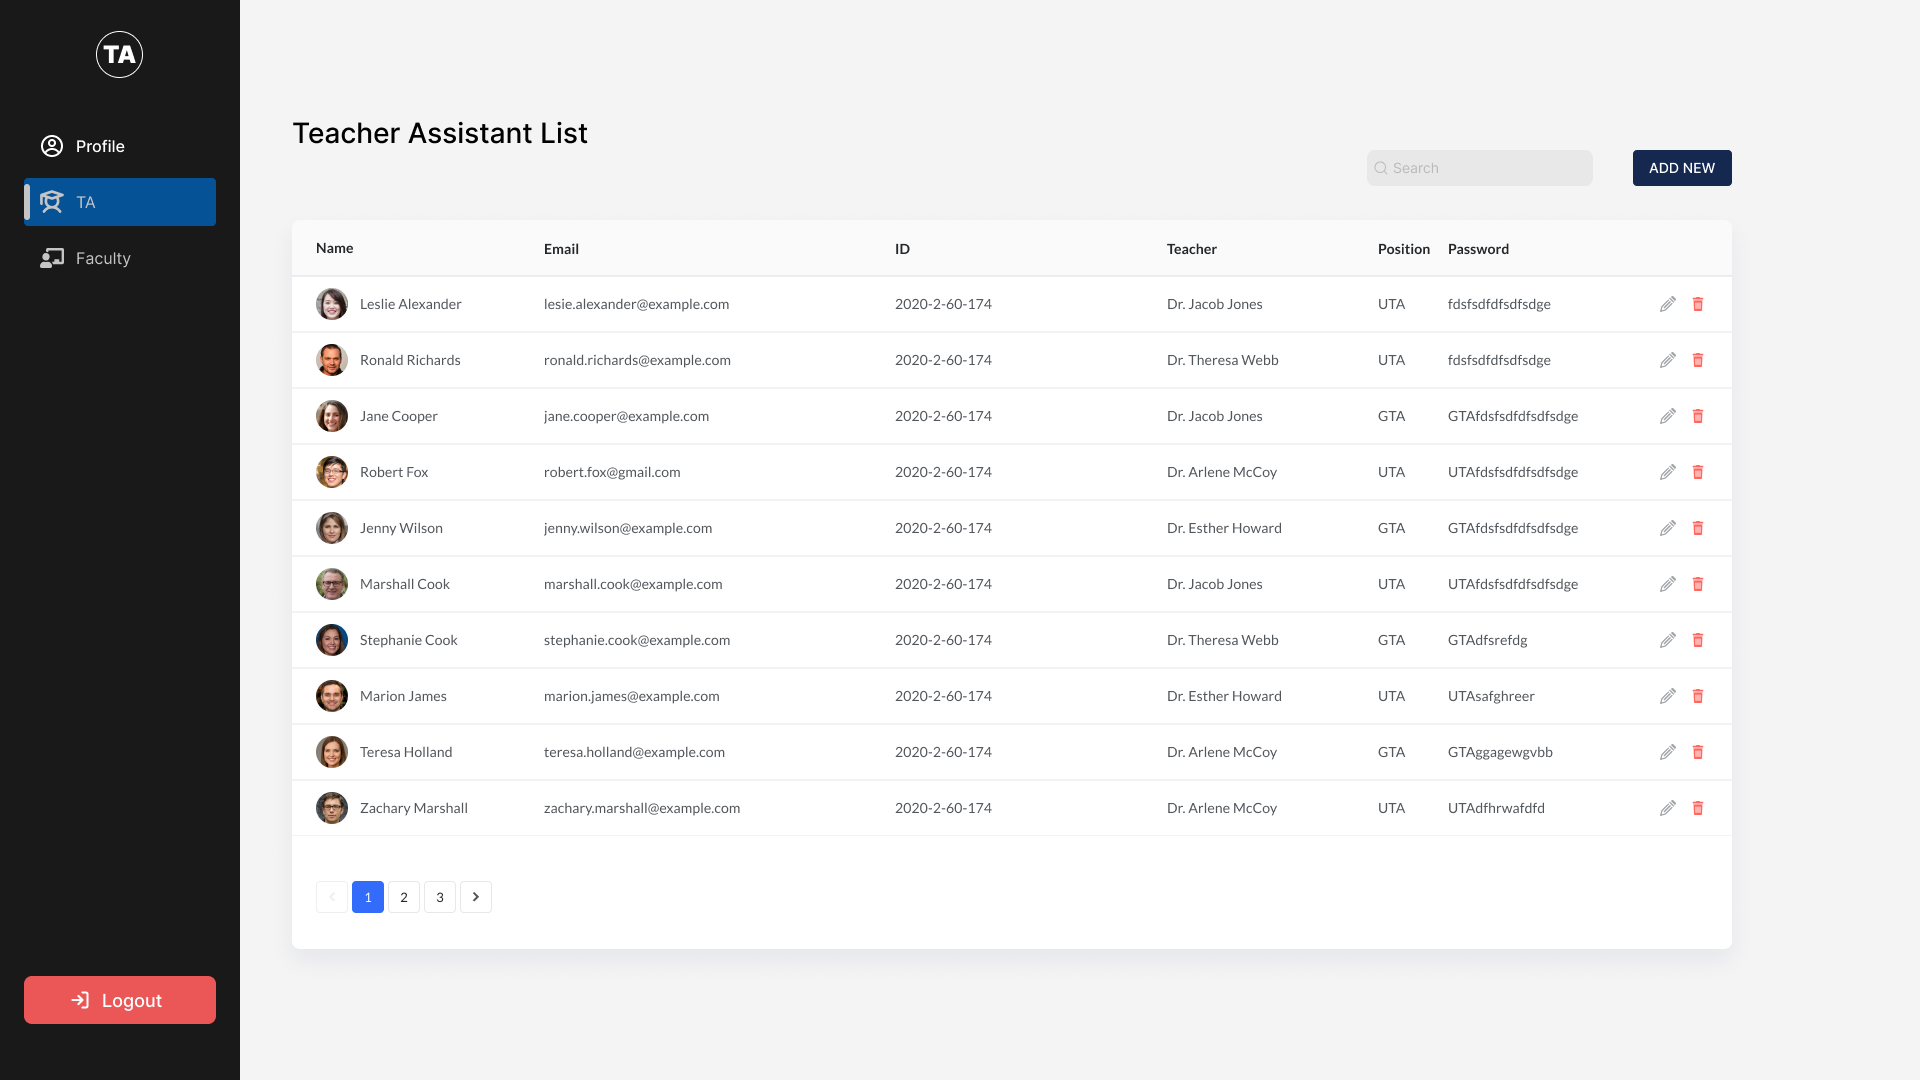 TA
Profile
TA
Faculty
Logout
Teacher Assistant List
Search
ADD NEW
Name Email ID Teacher Position Password
Leslie Alexander lesie.alexander@example.com 2020-2-60-174 Dr. Jacob Jones UTA fdsfsdfdfsdfsdge
Ronald Richards ronald.richards@example.com 2020-2-60-174 Dr. Theresa Webb UTA fdsfsdfdfsdfsdge
Jane Cooper jane.cooper@example.com 2020-2-60-174 Dr. Jacob Jones GTA GTAfdsfsdfdfsdfsdge
Robert Fox robert.fox@gmail.com 2020-2-60-174 Dr. Arlene McCoy UTA UTAfdsfsdfdfsdfsdge
Jenny Wilson jenny.wilson@example.com 2020-2-60-174 Dr. Esther Howard GTA GTAfdsfsdfdfsdfsdge
Marshall Cook marshall.cook@example.com 2020-2-60-174 Dr. Jacob Jones UTA UTAfdsfsdfdfsdfsdge
Stephanie Cook stephanie.cook@example.com 2020-2-60-174 Dr. Theresa Webb GTA GTAdfsrefdg
Marion James marion.james@example.com 2020-2-60-174 Dr. Esther Howard UTA UTAsafghreer
Teresa Holland teresa.holland@example.com 2020-2-60-174 Dr. Arlene McCoy GTA GTAggagewgvbb
Zachary Marshall zachary.marshall@example.com 2020-2-60-174 Dr. Arlene McCoy UTA UTAdfhrwafdfd
1 2 3